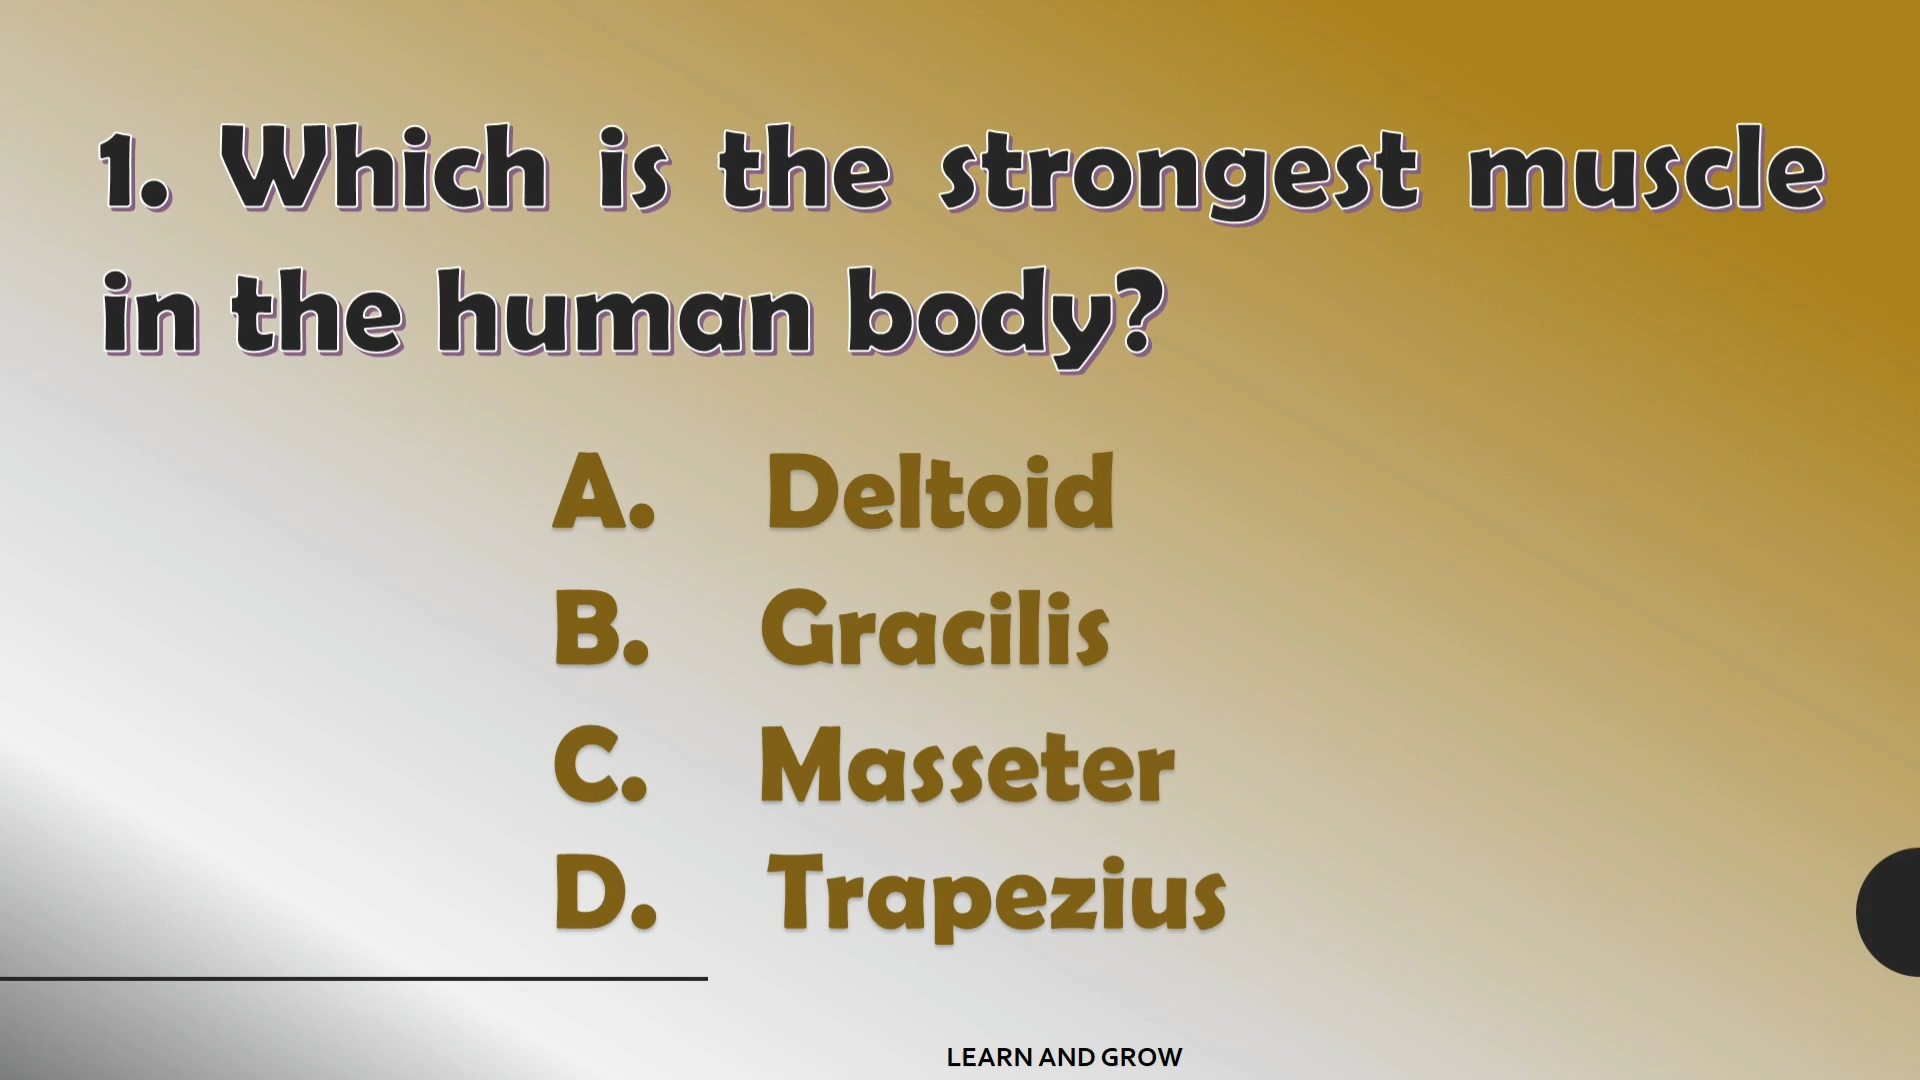 1. Which is the strongest muscle
in the human body?
A. Deltoid
B. Gracilis
C. Masseter
D. Trapezius
LEARN AND GROW